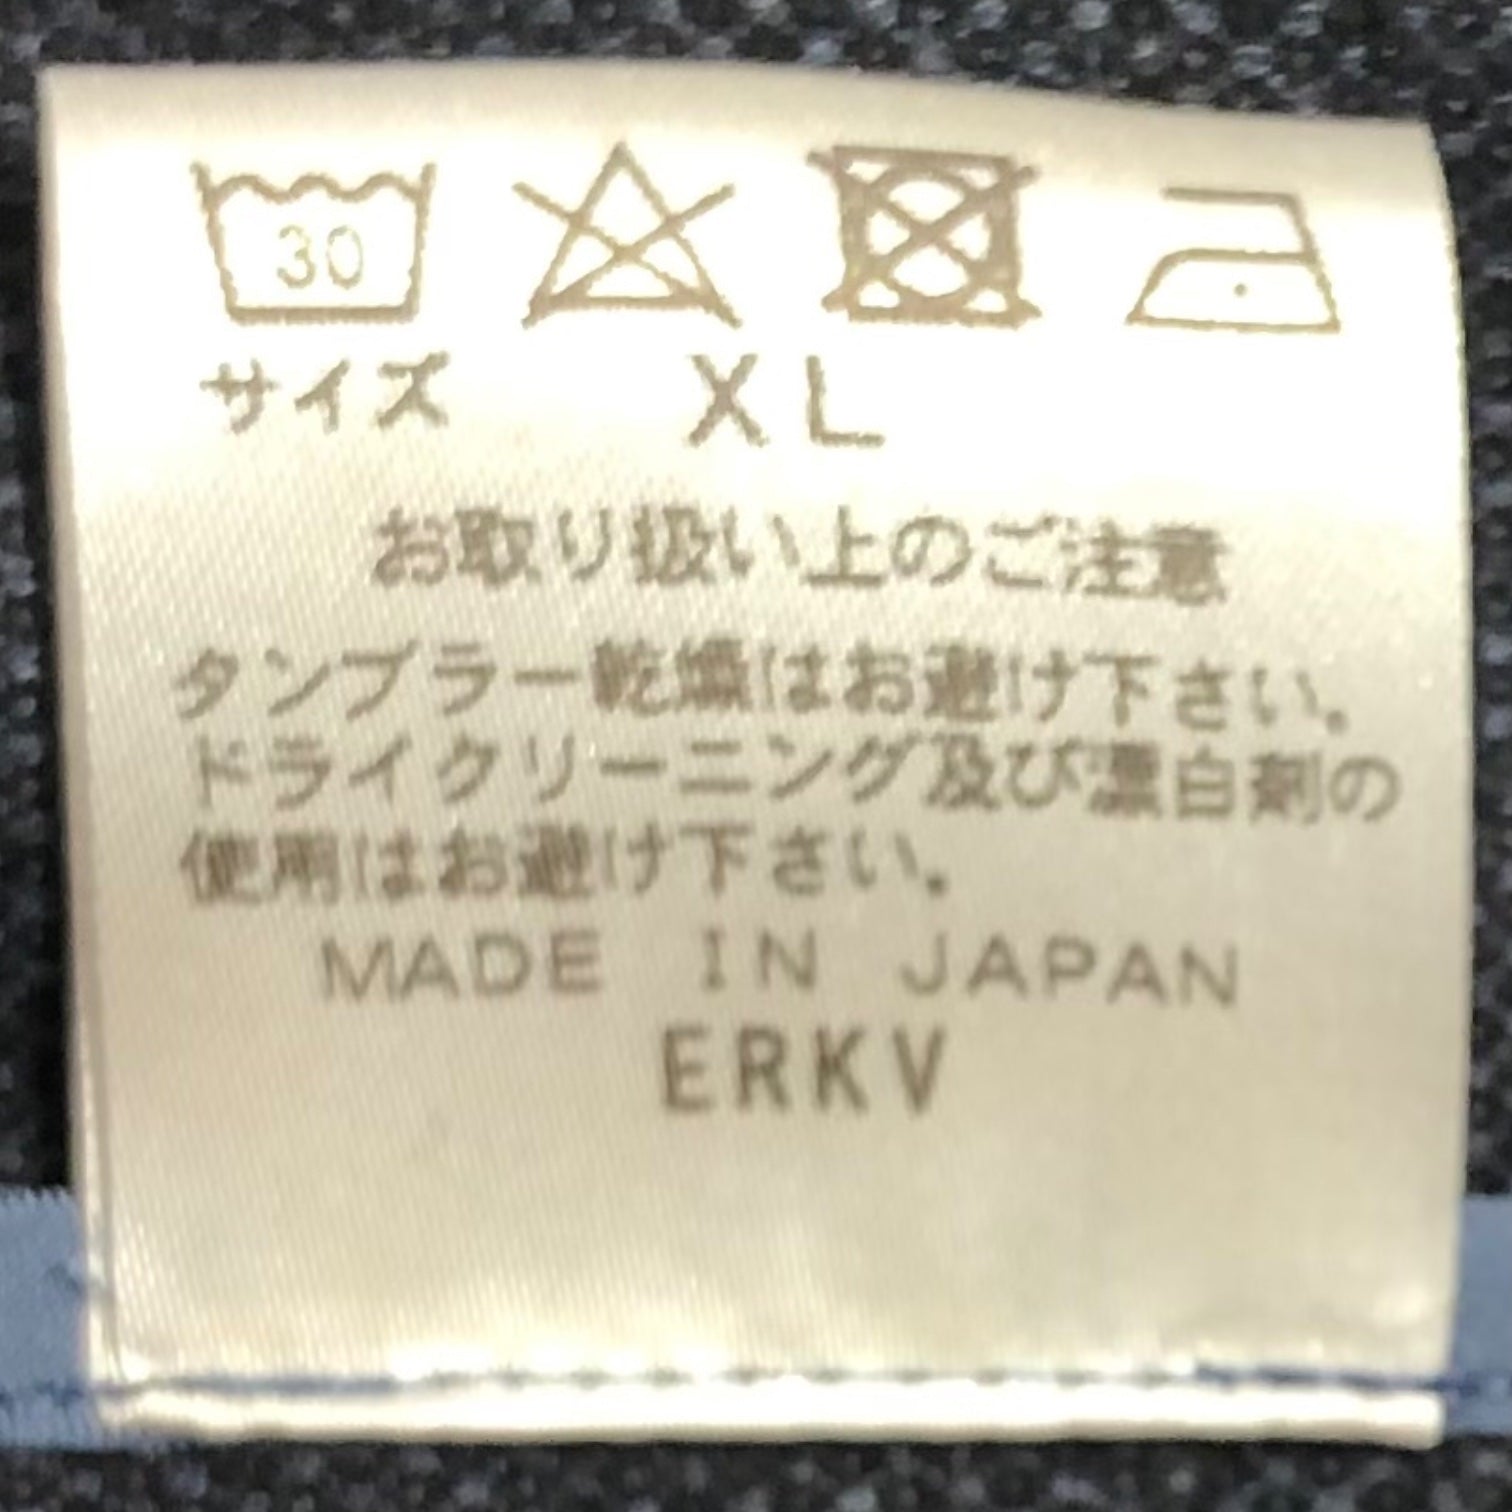 30
サイズ XL
お取り扱い上のご注意
タンブラー乾燥はお避け下さい。
ドライクリーニング及び漂白剤の
使用はお避け下さい。
MADE IN JAPAN
ERKV